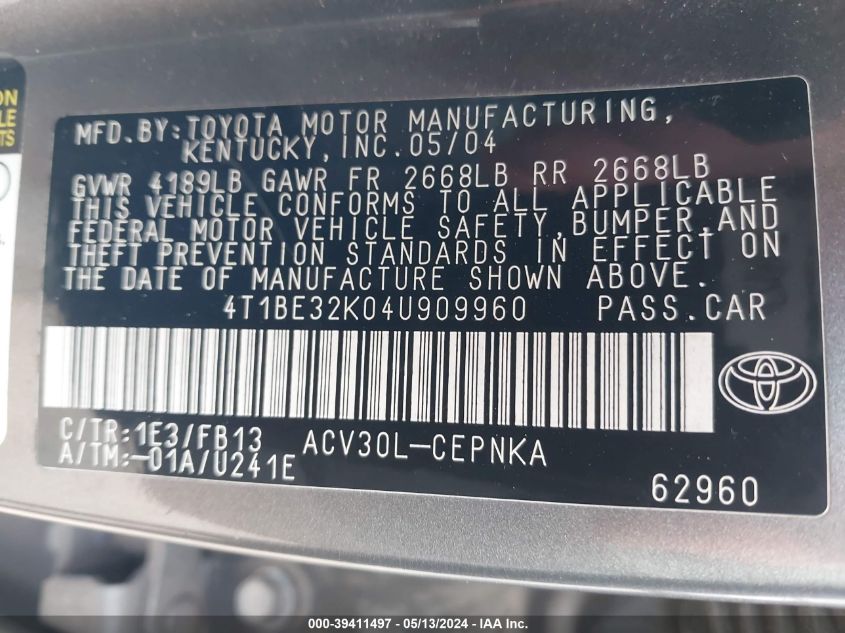 ON
LE
TS
MFD. BY: TOYOTA MOTOR MANUFACTURING,
KENTUCKY, INC. 05/04
GVWR 4189LB GAWR FR 2668LB RR 2668LB
THIS VEHICLE CONFORMS TO ALL APPLICABLE
FEDERAL MOTOR VEHICLE SAFETY, BUMPER, AND
THEFT PREVENTION STANDARDS IN EFFECT ON
THE DATE OF MANUFACTURE SHOWN ABOVE.
4T1BE32K04U909960 PASS.CAR
C/TR: 1E3/FB13 ACV30L-CEPNKA
A/TM: -01A/U241E
62960
000-39411497 - 05/13/2024 - IAA Inc.